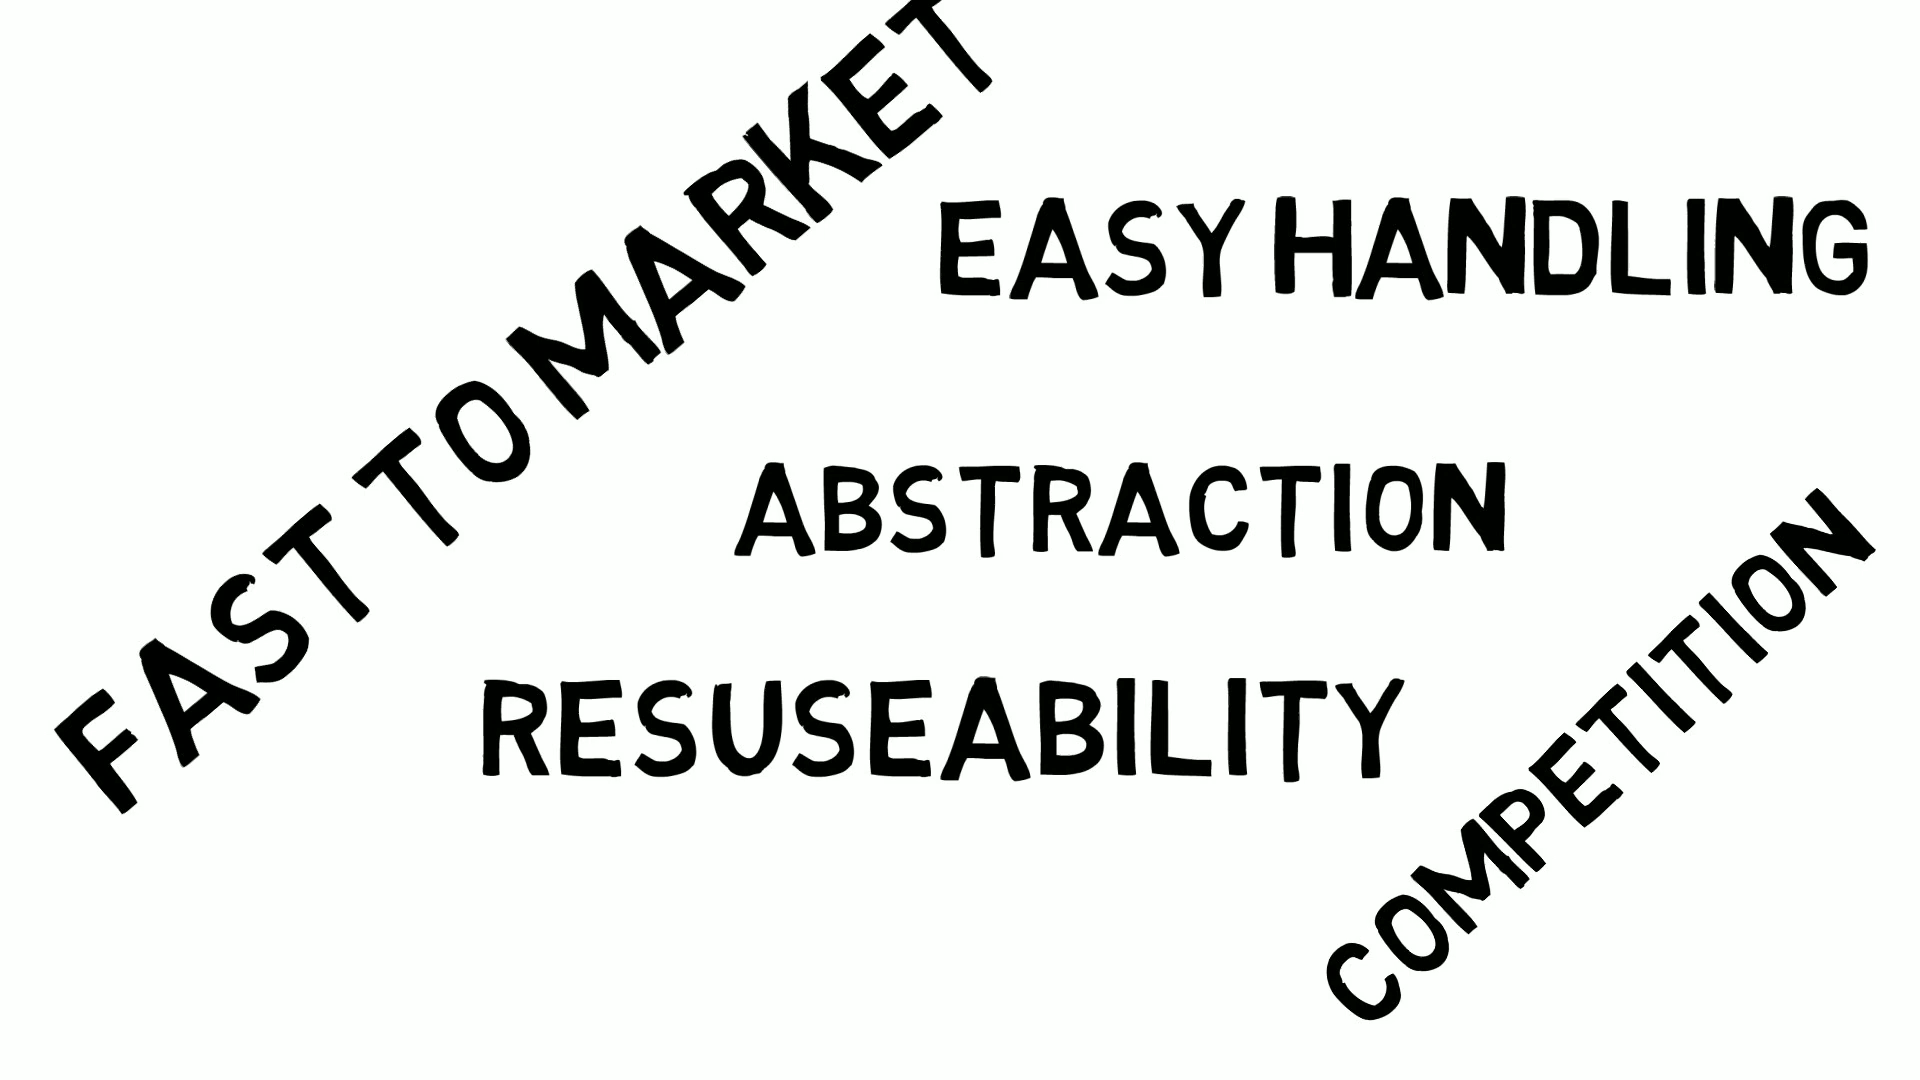 FAST TO MARKET
EASY HANDLING
ABSTRACTION
RESUSEABILITY
COMPETITION